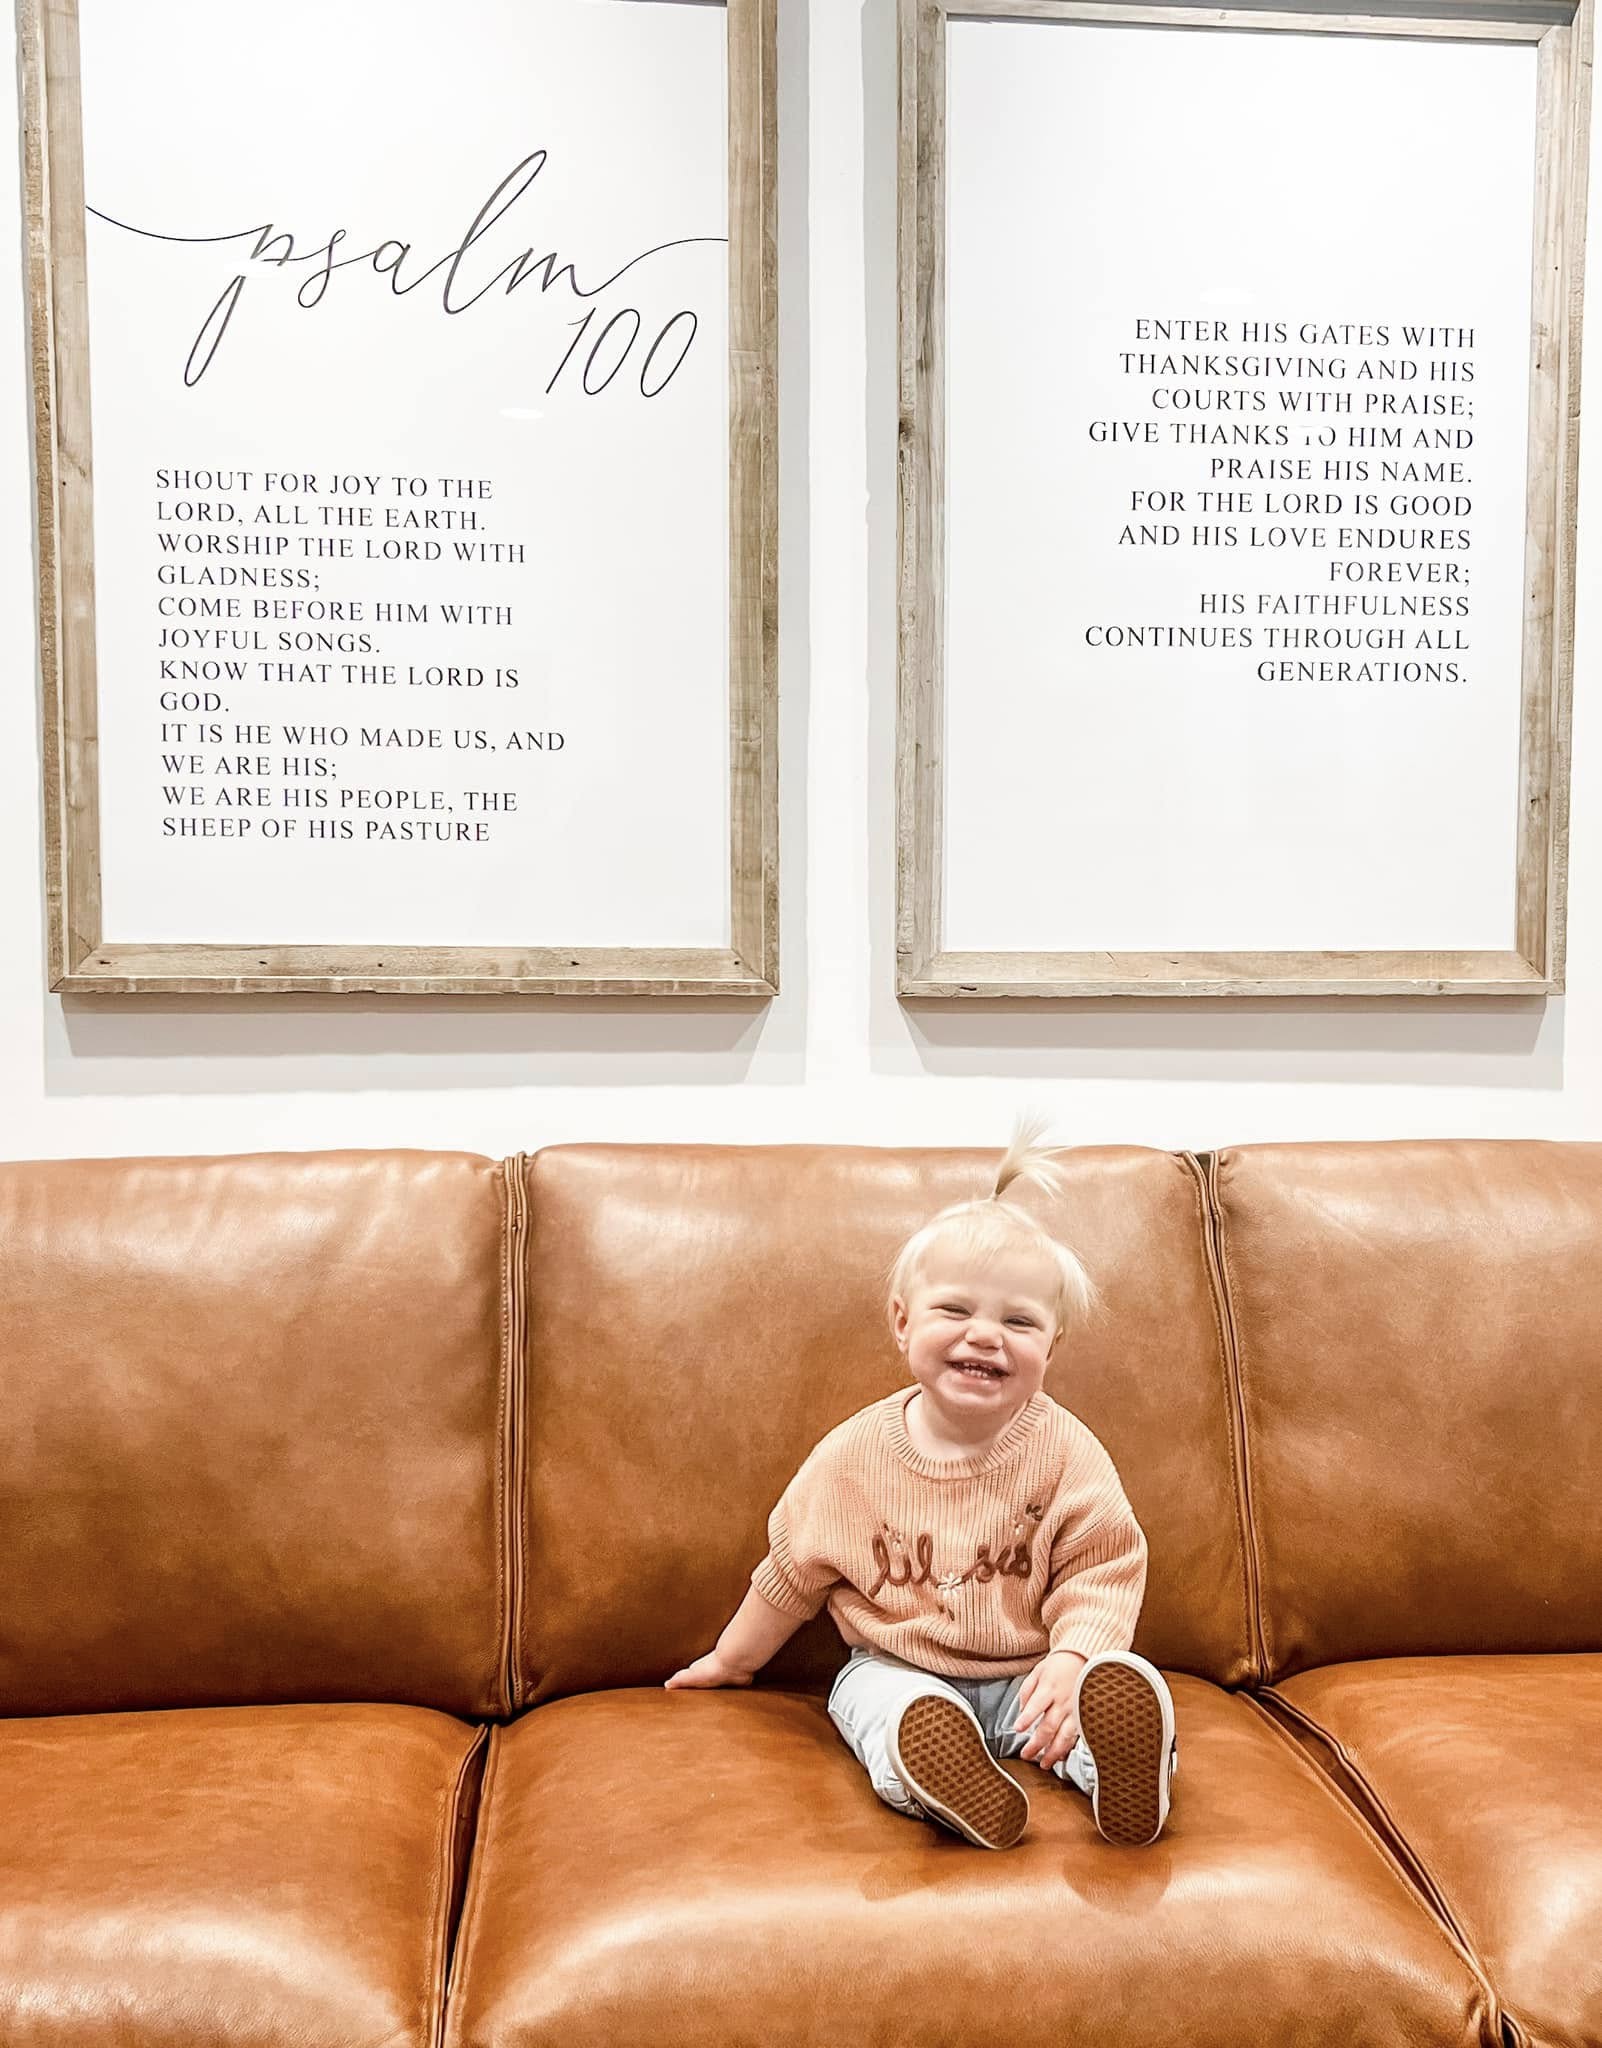 psalm
100
SHOUT FOR JOY TO THE
LORD, ALL THE EARTH.
WORSHIP THE LORD WITH
GLADNESS;
COME BEFORE HIM WITH
JOYFUL SONGS.
KNOW THAT THE LORD IS
GOD.
IT IS HE WHO MADE US, AND
WE ARE HIS;
WE ARE HIS PEOPLE, THE
SHEEP OF HIS PASTURE
ENTER HIS GATES WITH
THANKSGIVING AND HIS
COURTS WITH PRAISE;
GIVE THANKS TO HIM AND
PRAISE HIS NAME.
FOR THE LORD IS GOOD
AND HIS LOVE ENDURES
FOREVER;
HIS FAITHFULNESS
CONTINUES THROUGH ALL
GENERATIONS.
lil sis